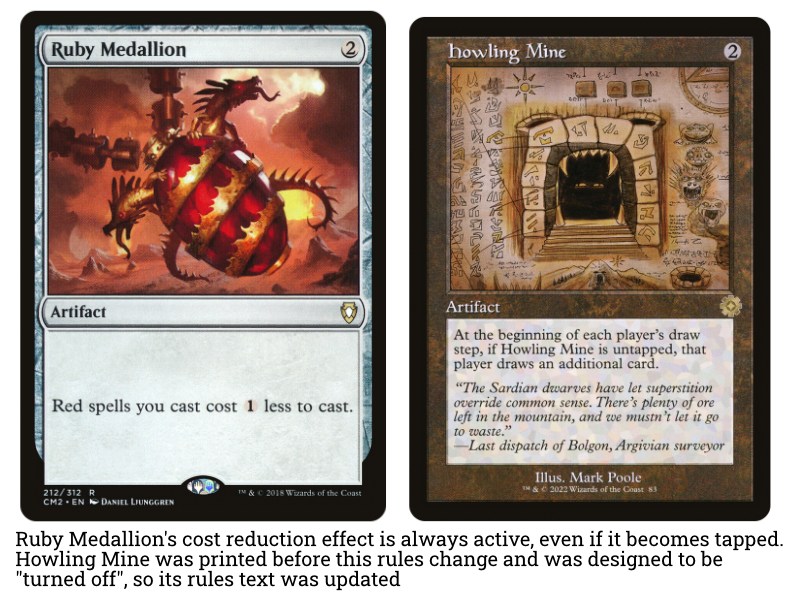 Ruby Medallion 2
Artifact
Red spells you cast cost 1 less to cast.
212/312 R
CM2 • EN Daniel Ljunggren
™ & © 2018 Wizards of the Coast
Howling Mine 2
Artifact
At the beginning of each player's draw
step, if Howling Mine is untapped, that
player draws an additional card.
"The Sardian dwarves have let superstition
override common sense. There's plenty of ore
left in the mountain, and we mustn't let it go
to waste."
—Last dispatch of Bolgon, Argivian surveyor
Illus. Mark Poole
™ & © 2022 Wizards of the Coast 83
Ruby Medallion's cost reduction effect is always active, even if it becomes tapped.
Howling Mine was printed before this rules change and was designed to be
"turned off", so its rules text was updated